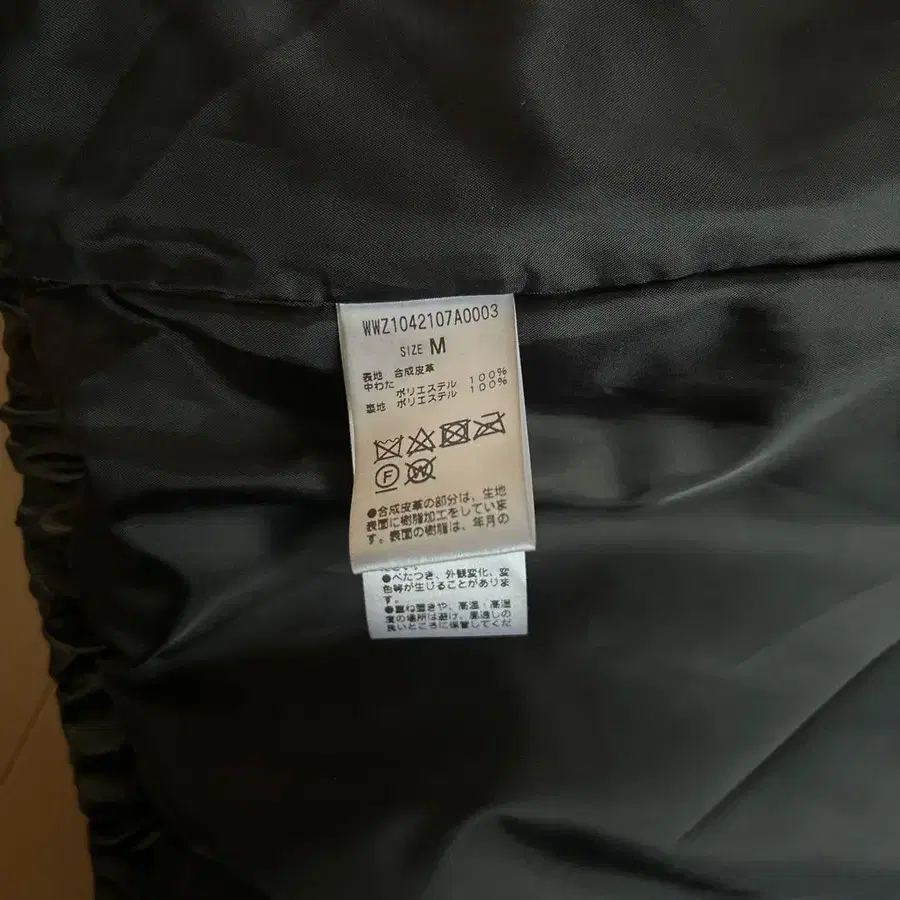 WWZ1042107A0003
SIZE M
表地 合成皮革
中わた ポリエステル 100%
裏地 ポリエステル 100%
F W
●合成皮革の部分は、生地
表面に樹脂加工をしていま
す。表面の樹脂は、年月の
●べたつき、外観変化、変
色等が生じることがありま
す。
●重ね置きや、高温・高湿
度の場所は避け、風通しの
良いところに保管してくだ